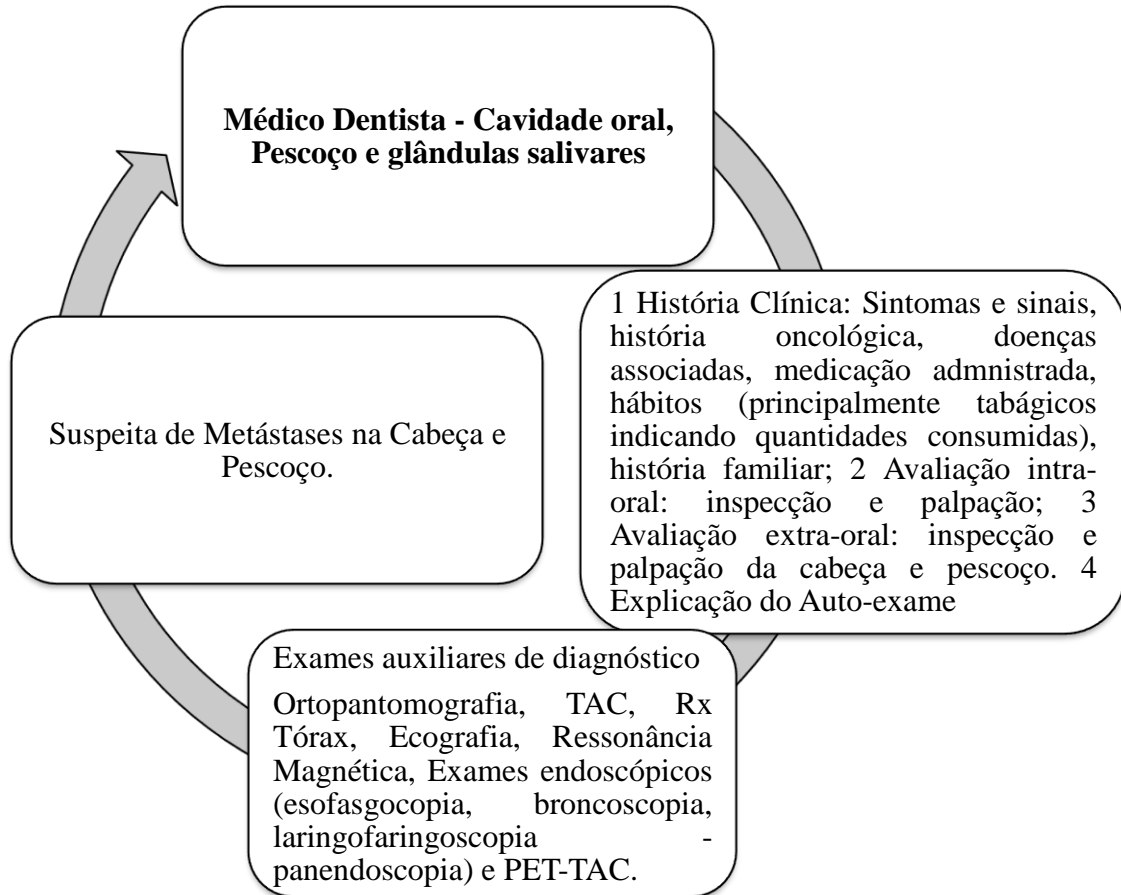 Médico Dentista - Cavidade oral,
Pescoço e glândulas salivares
1 História Clínica: Sintomas e sinais,
história oncológica, doenças
associadas, medicação admnistrada,
hábitos (principalmente tabágicos
indicando quantidades consumidas),
história familiar; 2 Avaliação intra-
oral: inspecção e palpação; 3
Avaliação extra-oral: inspecção e
palpação da cabeça e pescoço. 4
Explicação do Auto-exame
Exames auxiliares de diagnóstico
Ortopantomografia, TAC, Rx
Tórax, Ecografia, Ressonância
Magnética, Exames endoscópicos
(esofasgocopia, broncoscopia,
laringofaringoscopia -
panendoscopia) e PET-TAC.
Suspeita de Metástases na Cabeça e
Pescoço.